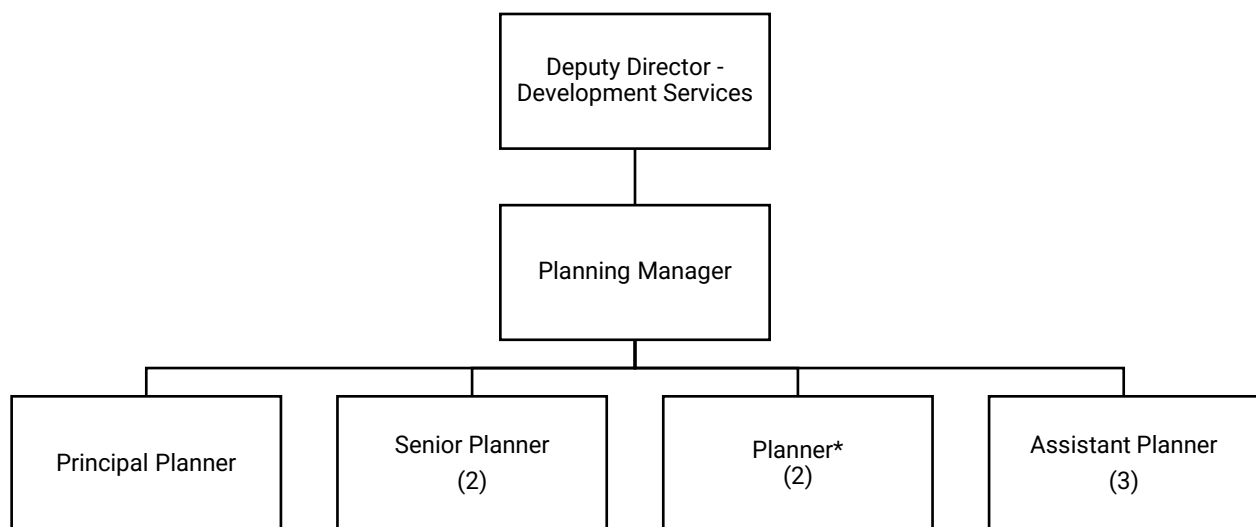 Deputy Director -
Development Services
Planning Manager
Principal Planner
Senior Planner
(2)
Planner*
(2)
Assistant Planner
(3)